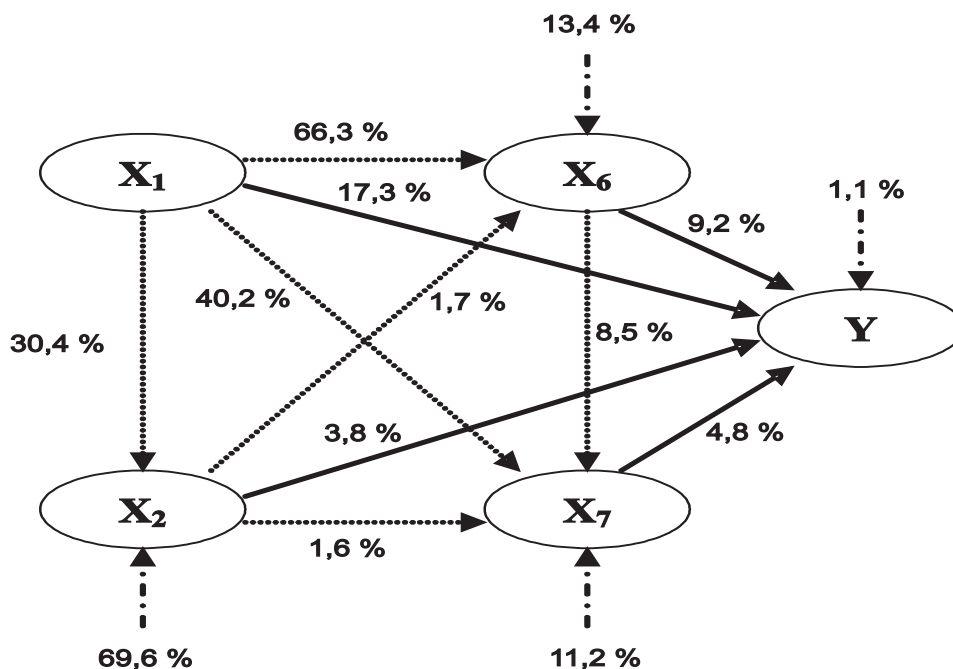 13,4 %
66,3 %
X₁
X₆
17,3 %
1,1 %
9,2 %
40,2 %
1,7 %
Y
30,4 %
8,5 %
3,8 %
4,8 %
X₂
X₇
1,6 %
69,6 %
11,2 %